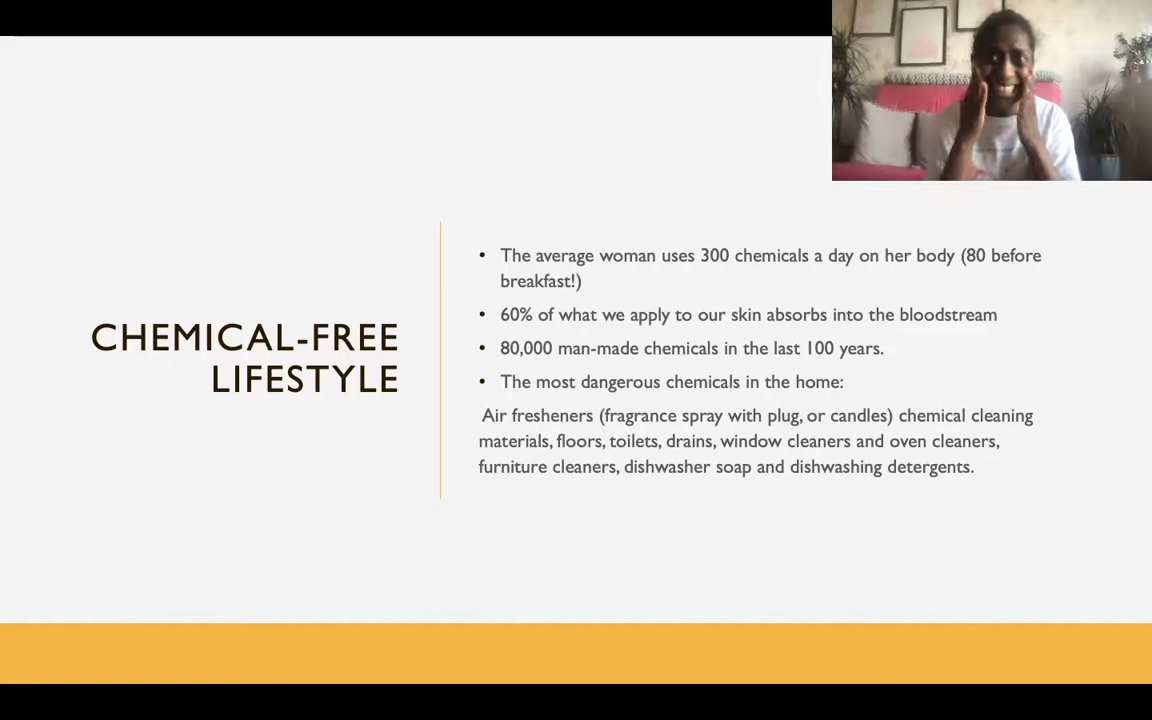 CHEMICAL-FREE
LIFESTYLE
• The average woman uses 300 chemicals a day on her body (80 before
breakfast!)
• 60% of what we apply to our skin absorbs into the bloodstream
• 80,000 man-made chemicals in the last 100 years.
• The most dangerous chemicals in the home:
Air fresheners (fragrance spray with plug, or candles) chemical cleaning
materials, floors, toilets, drains, window cleaners and oven cleaners,
furniture cleaners, dishwasher soap and dishwashing detergents.